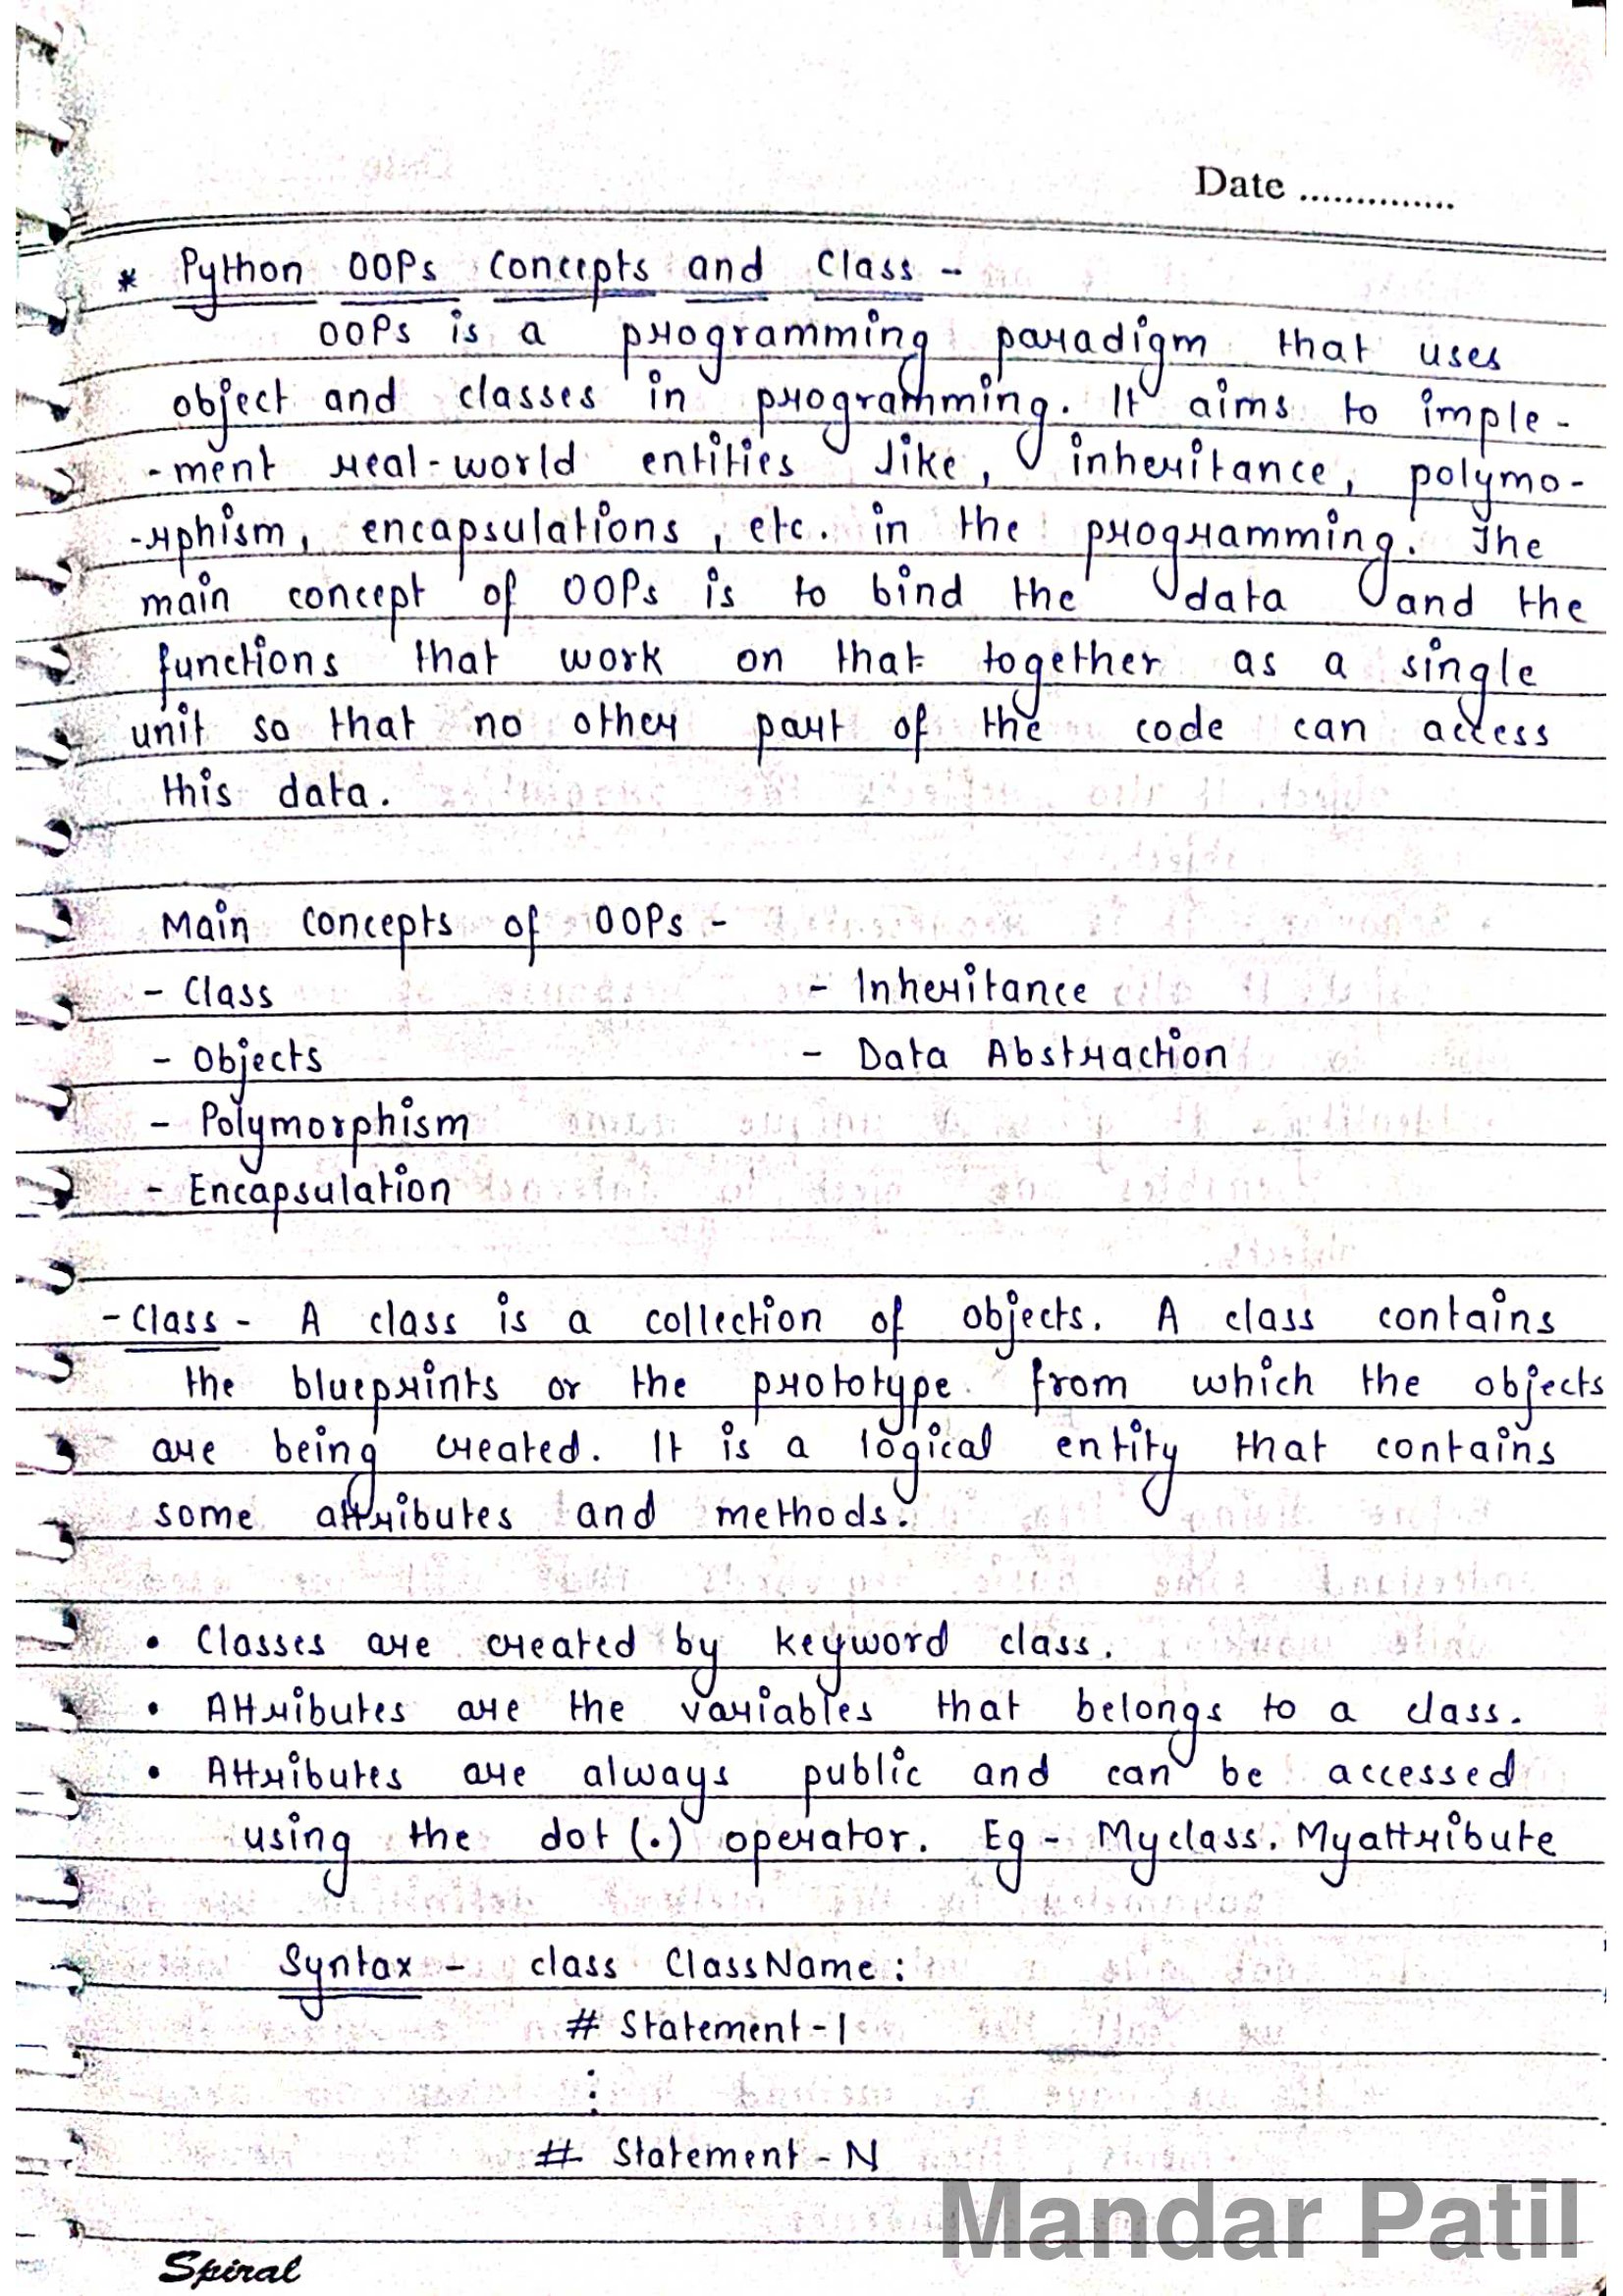 Date ..............
* Python OOPs Concepts and Class -
OOPs is a programming paradigm that uses
object and classes in programming. It aims to imple-
-ment real-world entities like, inheritance, polymo-
-rphism, encapsulations, etc. in the programming. The
main concept of OOPs is to bind the data and the
functions that work on that together as a single
unit so that no other part of the code can access
this data.
Main Concepts of OOPs -
- Class - Inheritance
- Objects - Data Abstraction
- Polymorphism
- Encapsulation
- Class - A class is a collection of objects. A class contains
the blueprints or the prototype from which the objects
are being created. It is a logical entity that contains
some attributes and methods.
• Classes are created by keyword class.
• Attributes are the variables that belongs to a class.
• Attributes are always public and can be accessed
using the dot (.) operator. Eg - Myclass. Myattribute
Syntax - class ClassName:
# Statement-1
:
# Statement - N
Mandar Patil
Spiral